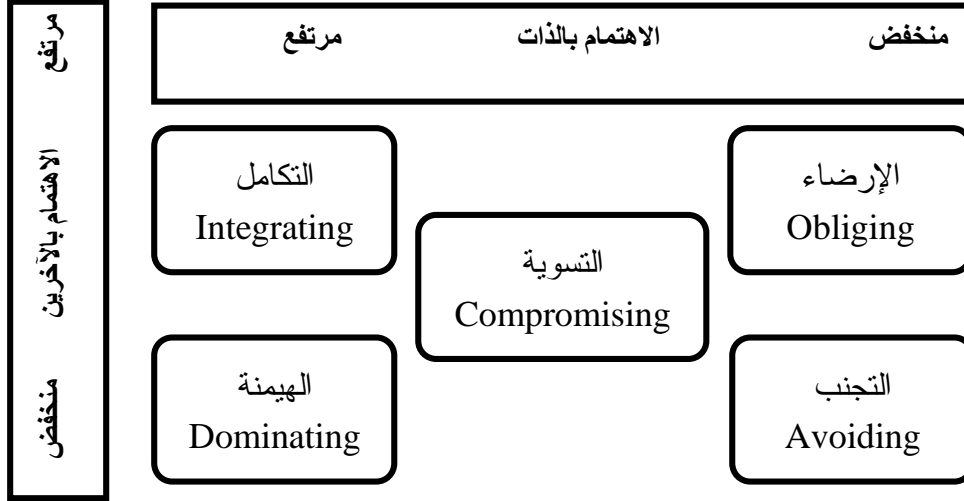 منخفض الاهتمام بالذات مرتفع
مرتفع
الاهتمام بالآخرين
منخفض
الإرضاء
Obliging
التكامل
Integrating
التسوية
Compromising
التجنب
Avoiding
الهيمنة
Dominating